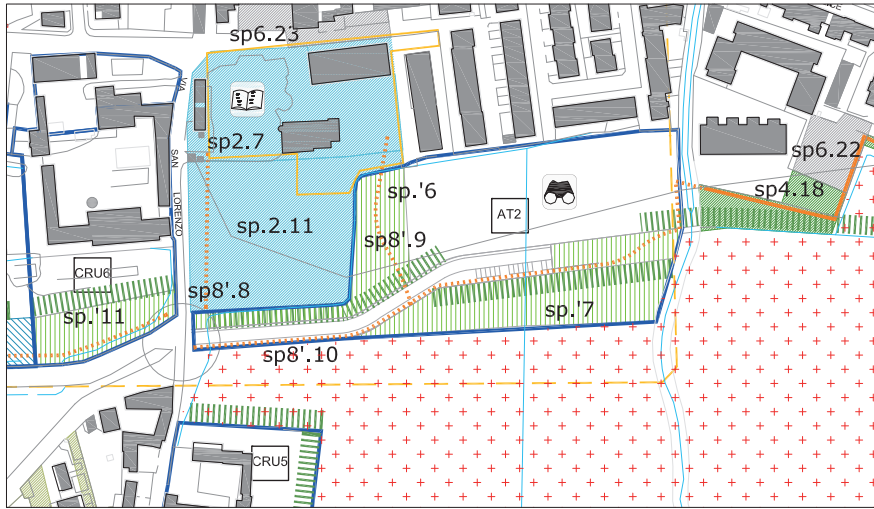 sp6.23
VIA
sp2.7
SAN
LORENZO
sp6.22
sp4.18
sp.'6
AT2
sp.2.11
sp8'.9
CRU6
sp8'.8
sp.'11
sp.'7
sp8'.10
CRU5